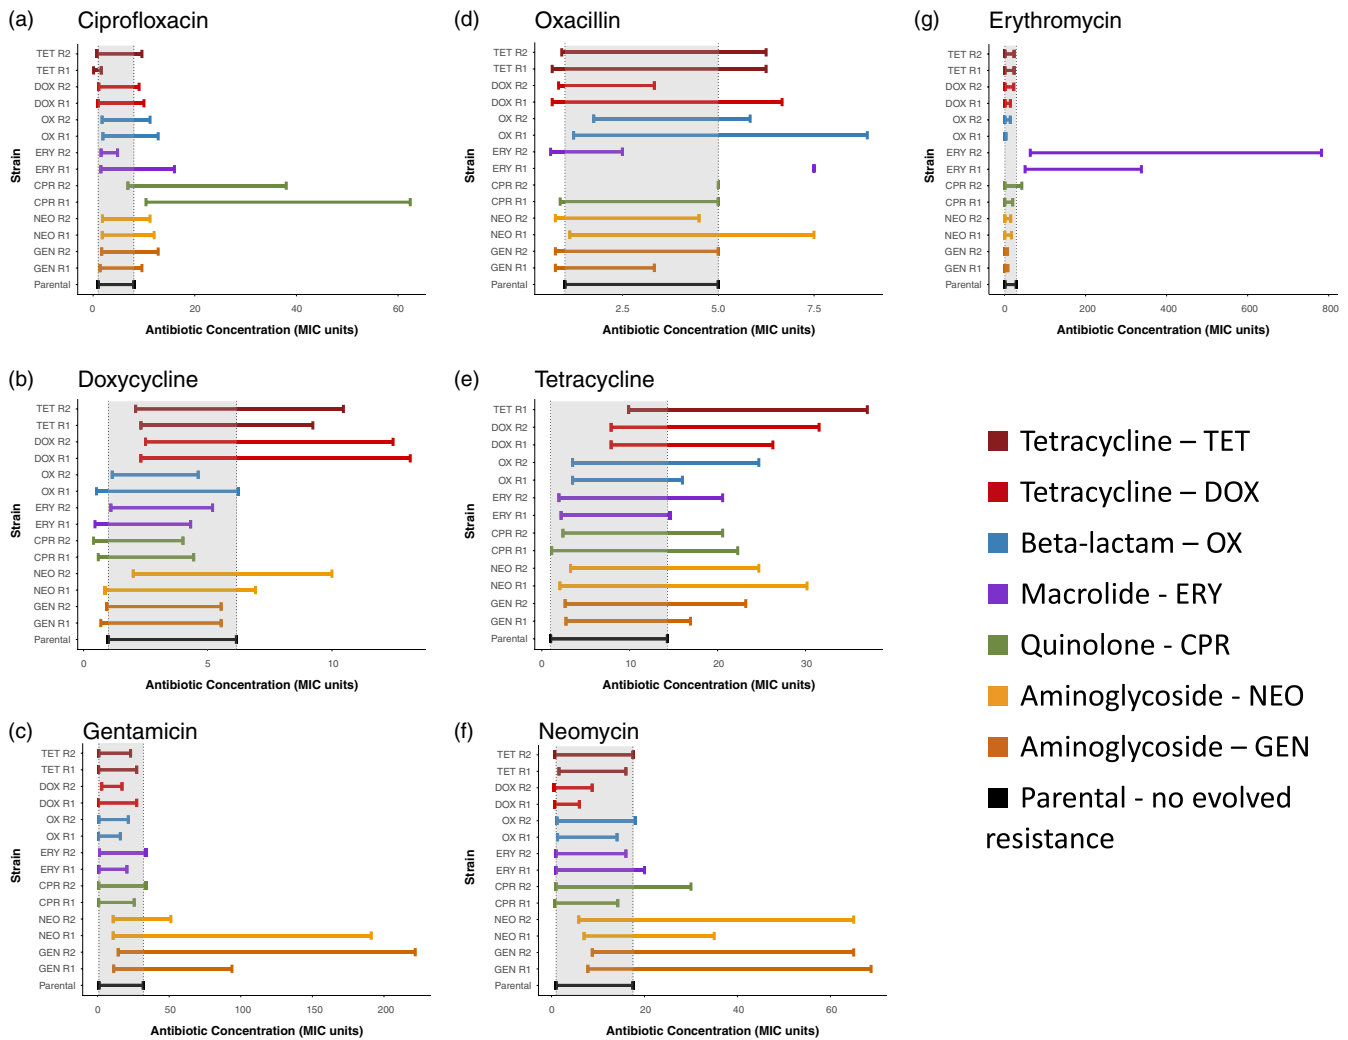 (a) Ciprofloxacin
Strain
TET R2
TET R1
DOX R2
DOX R1
OX R2
OX R1
ERY R2
ERY R1
CPR R2
CPR R1
NEO R2
NEO R1
GEN R2
GEN R1
Parental
0 20 40 60
Antibiotic Concentration (MIC units)
(b) Doxycycline
Strain
TET R2
TET R1
DOX R2
DOX R1
OX R2
OX R1
ERY R2
ERY R1
CPR R2
CPR R1
NEO R2
NEO R1
GEN R2
GEN R1
Parental
0 5 10
Antibiotic Concentration (MIC units)
(c) Gentamicin
Strain
TET R2
TET R1
DOX R2
DOX R1
OX R2
OX R1
ERY R2
ERY R1
CPR R2
CPR R1
NEO R2
NEO R1
GEN R2
GEN R1
Parental
0 50 100 150 200
Antibiotic Concentration (MIC units)
(d) Oxacillin
Strain
TET R2
TET R1
DOX R2
DOX R1
OX R2
OX R1
ERY R2
ERY R1
CPR R2
CPR R1
NEO R2
NEO R1
GEN R2
GEN R1
Parental
2.5 5.0 7.5
Antibiotic Concentration (MIC units)
(e) Tetracycline
Strain
TET R1
DOX R2
DOX R1
OX R2
OX R1
ERY R2
ERY R1
CPR R2
CPR R1
NEO R2
NEO R1
GEN R2
GEN R1
Parental
0 10 20 30
Antibiotic Concentration (MIC units)
(f) Neomycin
Strain
TET R2
TET R1
DOX R2
DOX R1
OX R2
OX R1
ERY R2
ERY R1
CPR R2
CPR R1
NEO R2
NEO R1
GEN R2
GEN R1
Parental
0 20 40 60
Antibiotic Concentration (MIC units)
(g) Erythromycin
Strain
TET R2
TET R1
DOX R2
DOX R1
OX R2
OX R1
ERY R2
ERY R1
CPR R2
CPR R1
NEO R2
NEO R1
GEN R2
GEN R1
Parental
0 200 400 600 800
Antibiotic Concentration (MIC units)
Tetracycline – TET
Tetracycline – DOX
Beta-lactam – OX
Macrolide - ERY
Quinolone - CPR
Aminoglycoside - NEO
Aminoglycoside – GEN
Parental - no evolved
resistance